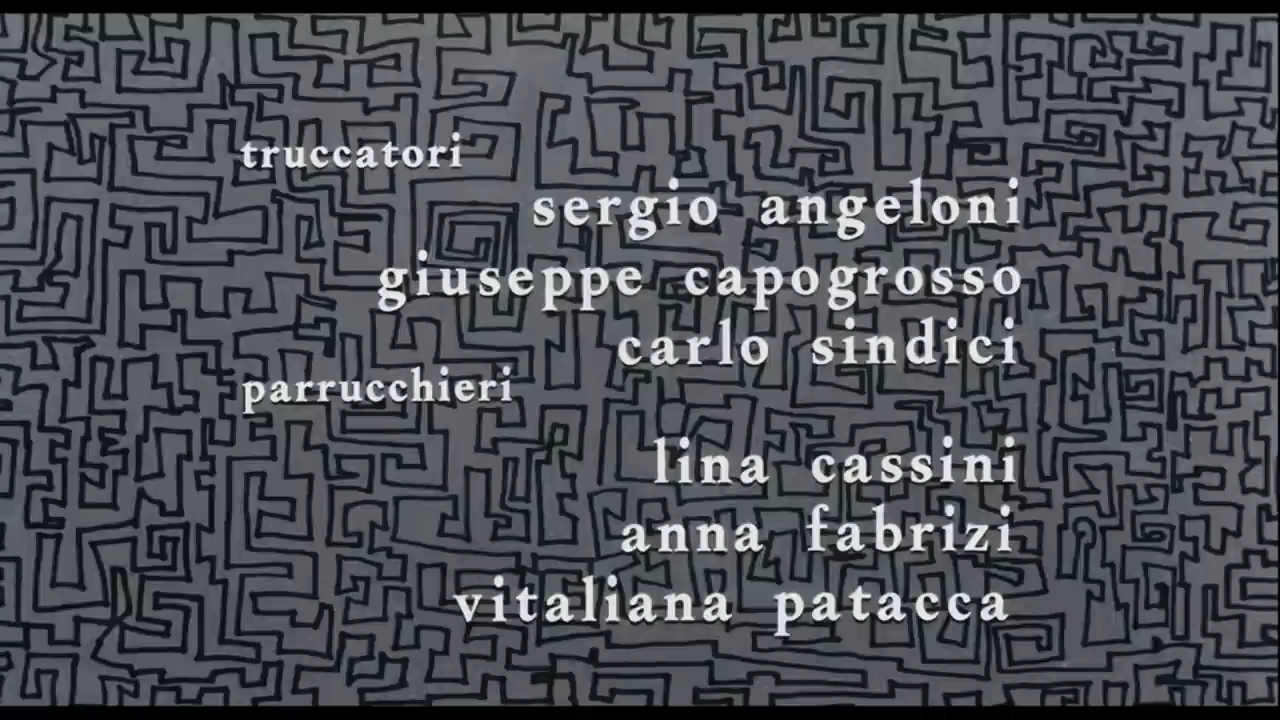 truccatori
sergio angeloni
giuseppe capogrosso
carlo sindici
parrucchieri
lina cassini
anna fabrizi
vitaliana patacca